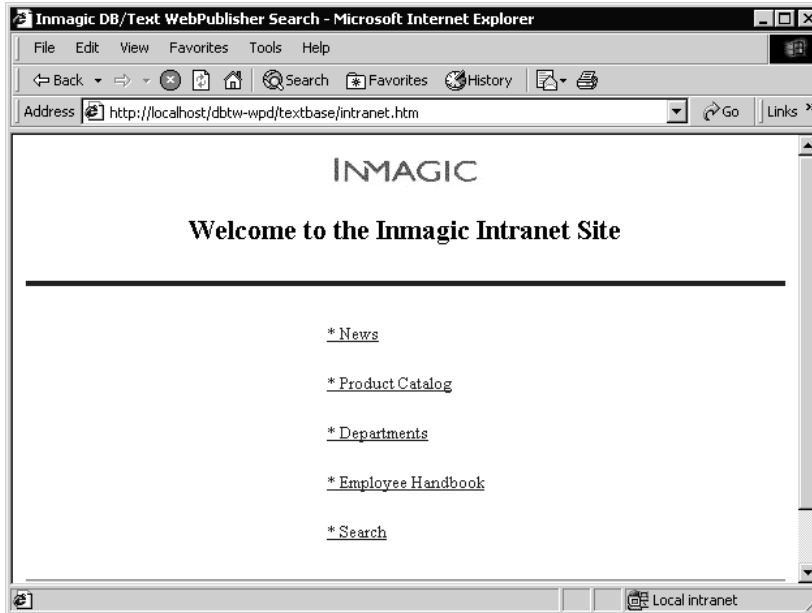 Inmagic DB/Text WebPublisher Search - Microsoft Internet Explorer
File Edit View Favorites Tools Help
Back Search Favorites History
Address http://localhost/dbtw-wpd/textbase/intranet.htm Go Links »
INMAGIC
Welcome to the Inmagic Intranet Site
* News
* Product Catalog
* Departments
* Employee Handbook
* Search
Local intranet